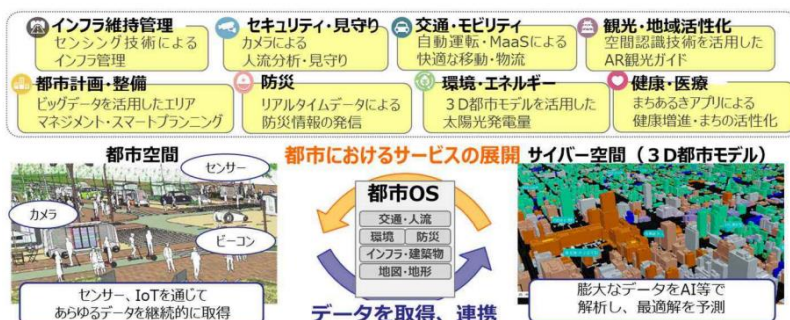 インフラ維持管理
センシング技術による
インフラ管理
セキュリティ・見守り
カメラによる
人流分析・見守り
交通・モビリティ
自動運転・MaaSによる
快適な移動・物流
観光・地域活性化
空間認識技術を活用した
AR観光ガイド
都市計画・整備
ビッグデータを活用したエリア
マネジメント・スマートプランニング
防災
リアルタイムデータによる
防災情報の発信
環境・エネルギー
3D都市モデルを活用した
太陽光発電量
健康・医療
まちあるきアプリによる
健康増進・まちの活性化
都市空間
センサー
カメラ
ビーコン
センサー、IoTを通じて
あらゆるデータを継続的に取得
都市におけるサービスの展開
都市OS
交通・人流
環境 防災
インフラ・建築物
地図・地形
データを取得、連携
サイバー空間（3D都市モデル）
膨大なデータをAI等で
解析し、最適解を予測